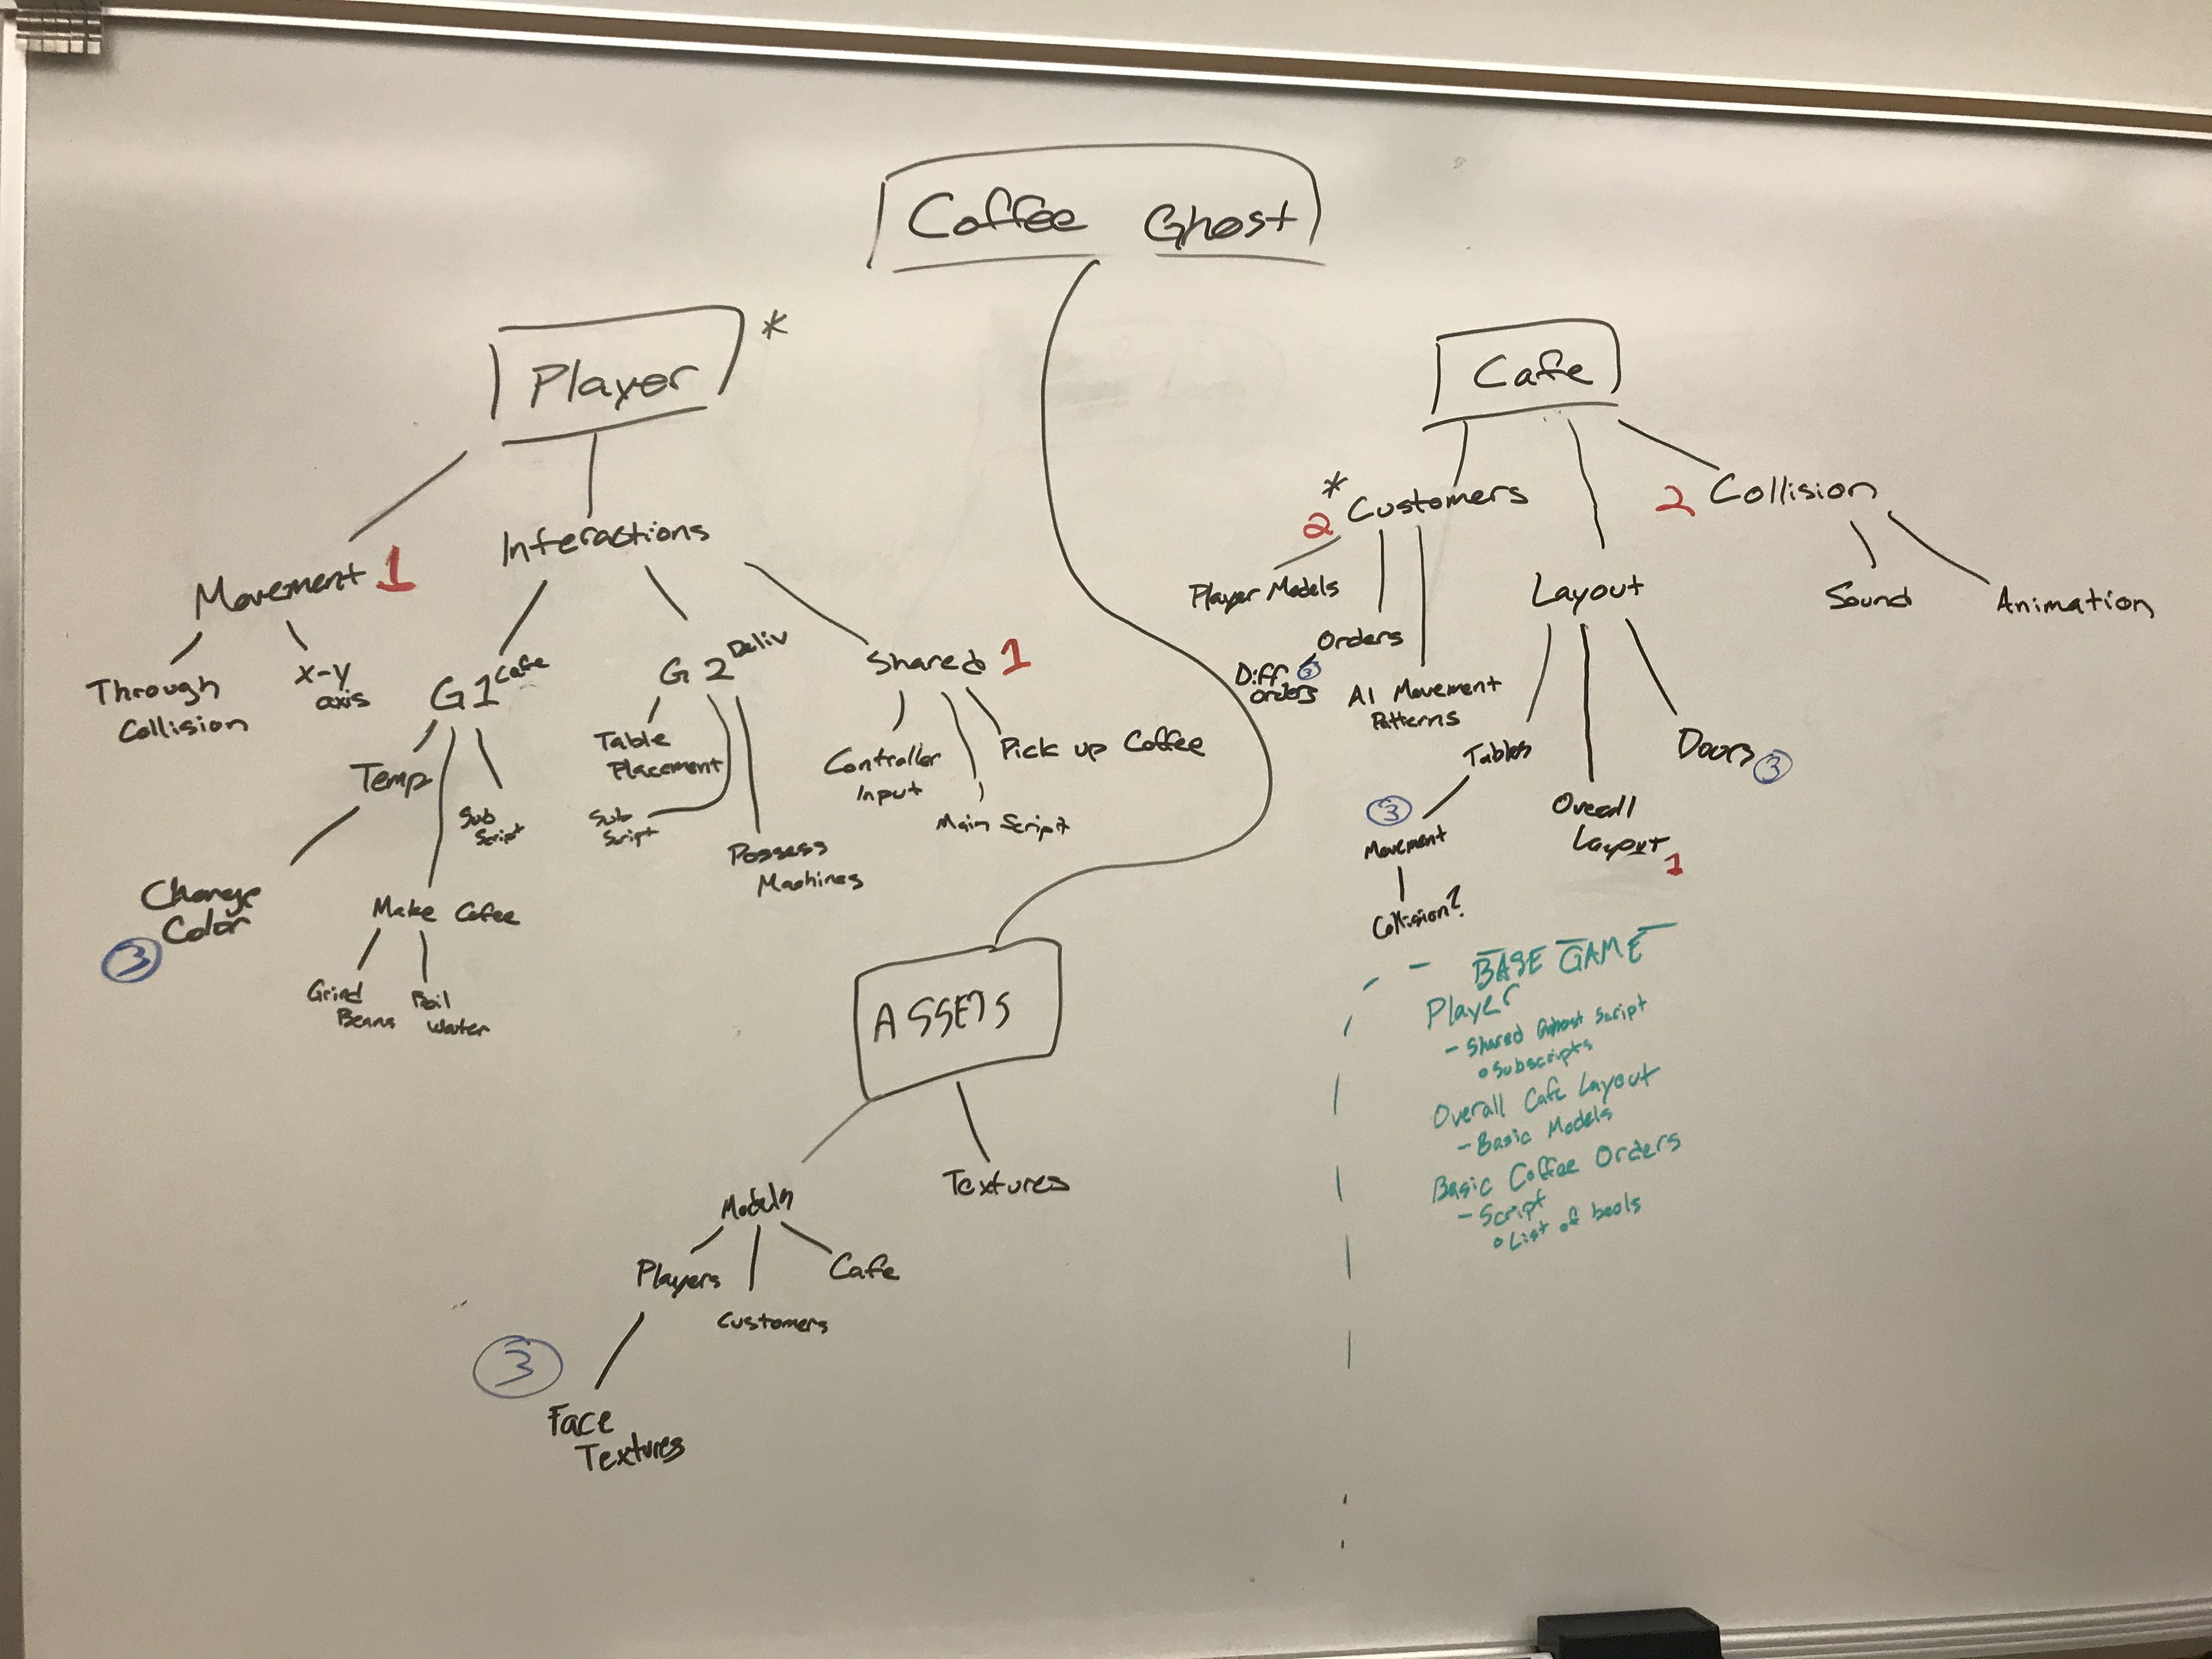 Coffee Ghost
Player *
Movement 1
Through
Collision
x-y
axis
Interactions
G1 Cafe
Temp
Change
Color
3
Sub
Script
Make Cofee
Grind
Beans
Boil
Water
G2 Deliv
Table
Placement
Sub
Script
Possess
Machines
Shared 1
Controller
Input
Main Script
Pick up Coffee
Cafe
* Customers
2
Player Models
Orders
Diff 3
orders
AI Movement
Patterns
Layout
Tables
3
Movement
Collision?
Overall
Layout 1
Doors 3
2 Collision
Sound
Animation
ASSETS
Models
Players
Customers
Cafe
3
Face
Textures
Textures
BASE GAME
Player
- Shared Ghost Script
o Subscripts
Overall Cafe Layout
- Basic Models
Basic Coffee Orders
- Script
o List of bools